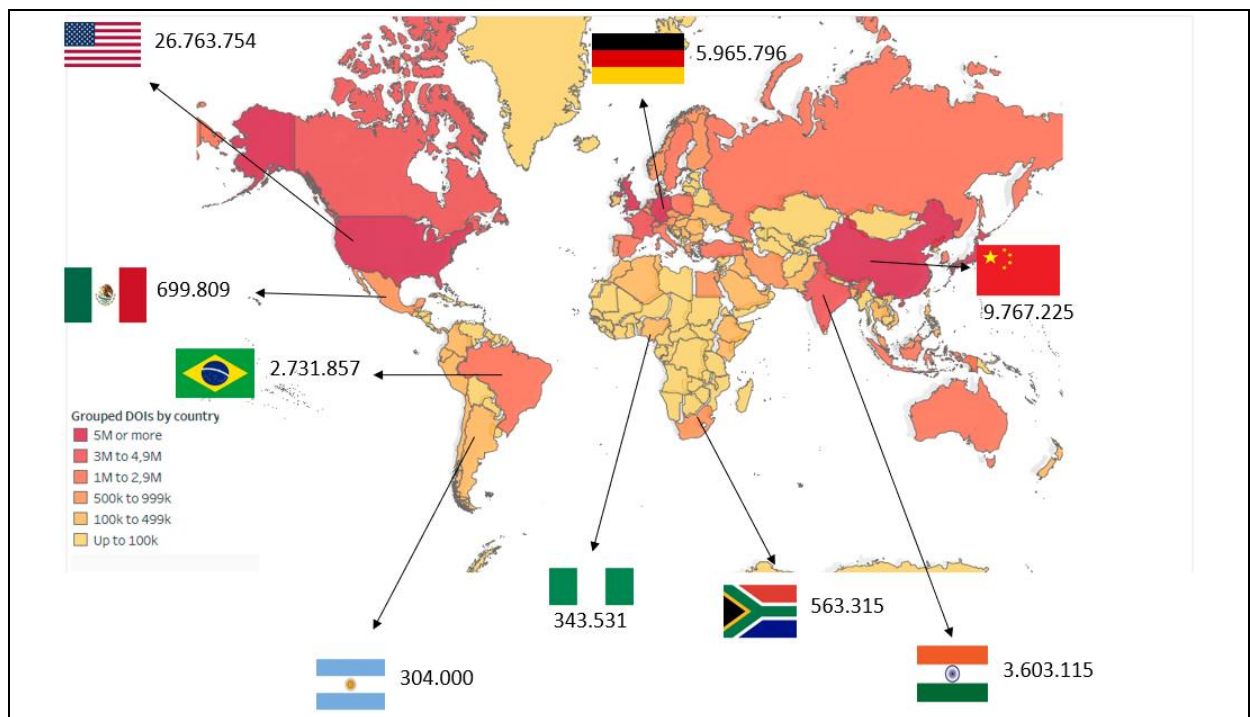 26.763.754
5.965.796
699.809
9.767.225
2.731.857
Grouped DOIs by country
5M or more
3M to 4,9M
1M to 2,9M
500k to 999k
100k to 499k
Up to 100k
343.531
563.315
304.000
3.603.115